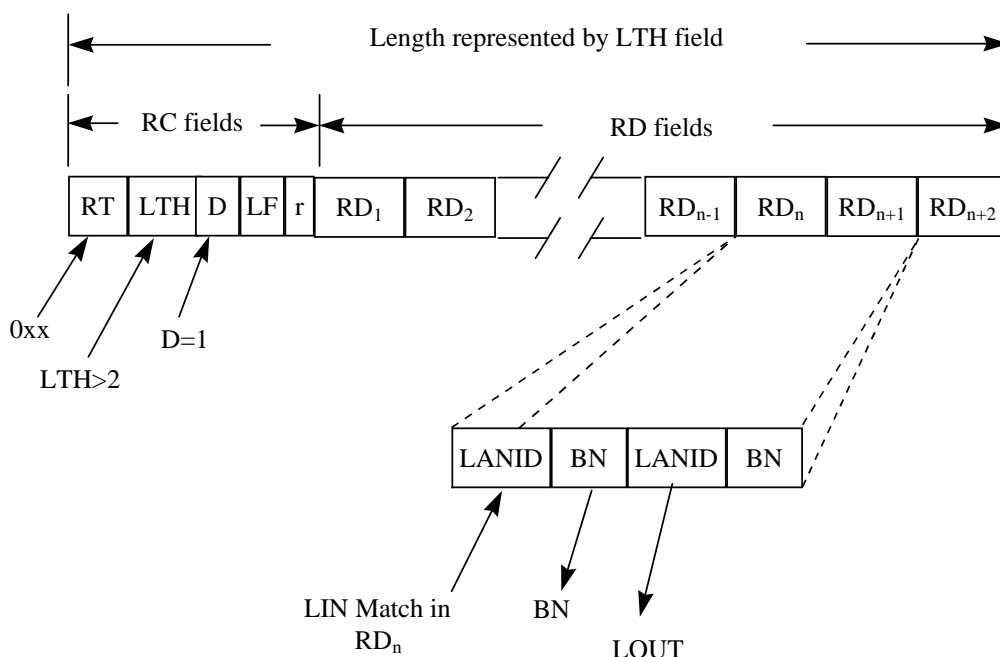 Length represented by LTH field
RC fields
RD fields
RT LTH D LF r RD₁ RD₂ RDₙ₋₁ RDₙ RDₙ₊₁ RDₙ₊₂
0xx
D=1
LTH>2
LANID BN LANID BN
LIN Match in
RDₙ
BN
LOUT